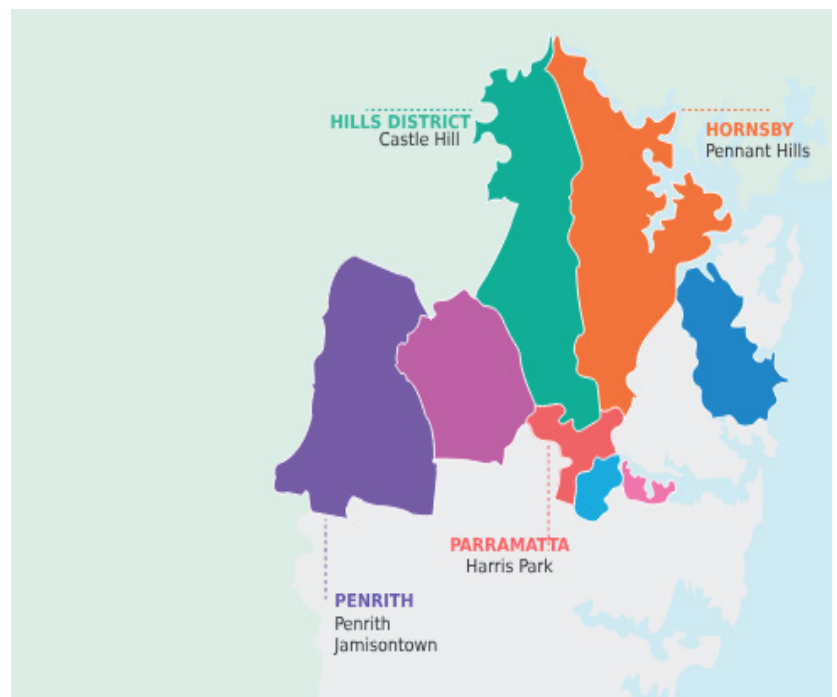 HILLS DISTRICT
Castle Hill
HORNSBY
Pennant Hills
PARRAMATTA
Harris Park
PENRITH
Penrith
Jamisontown